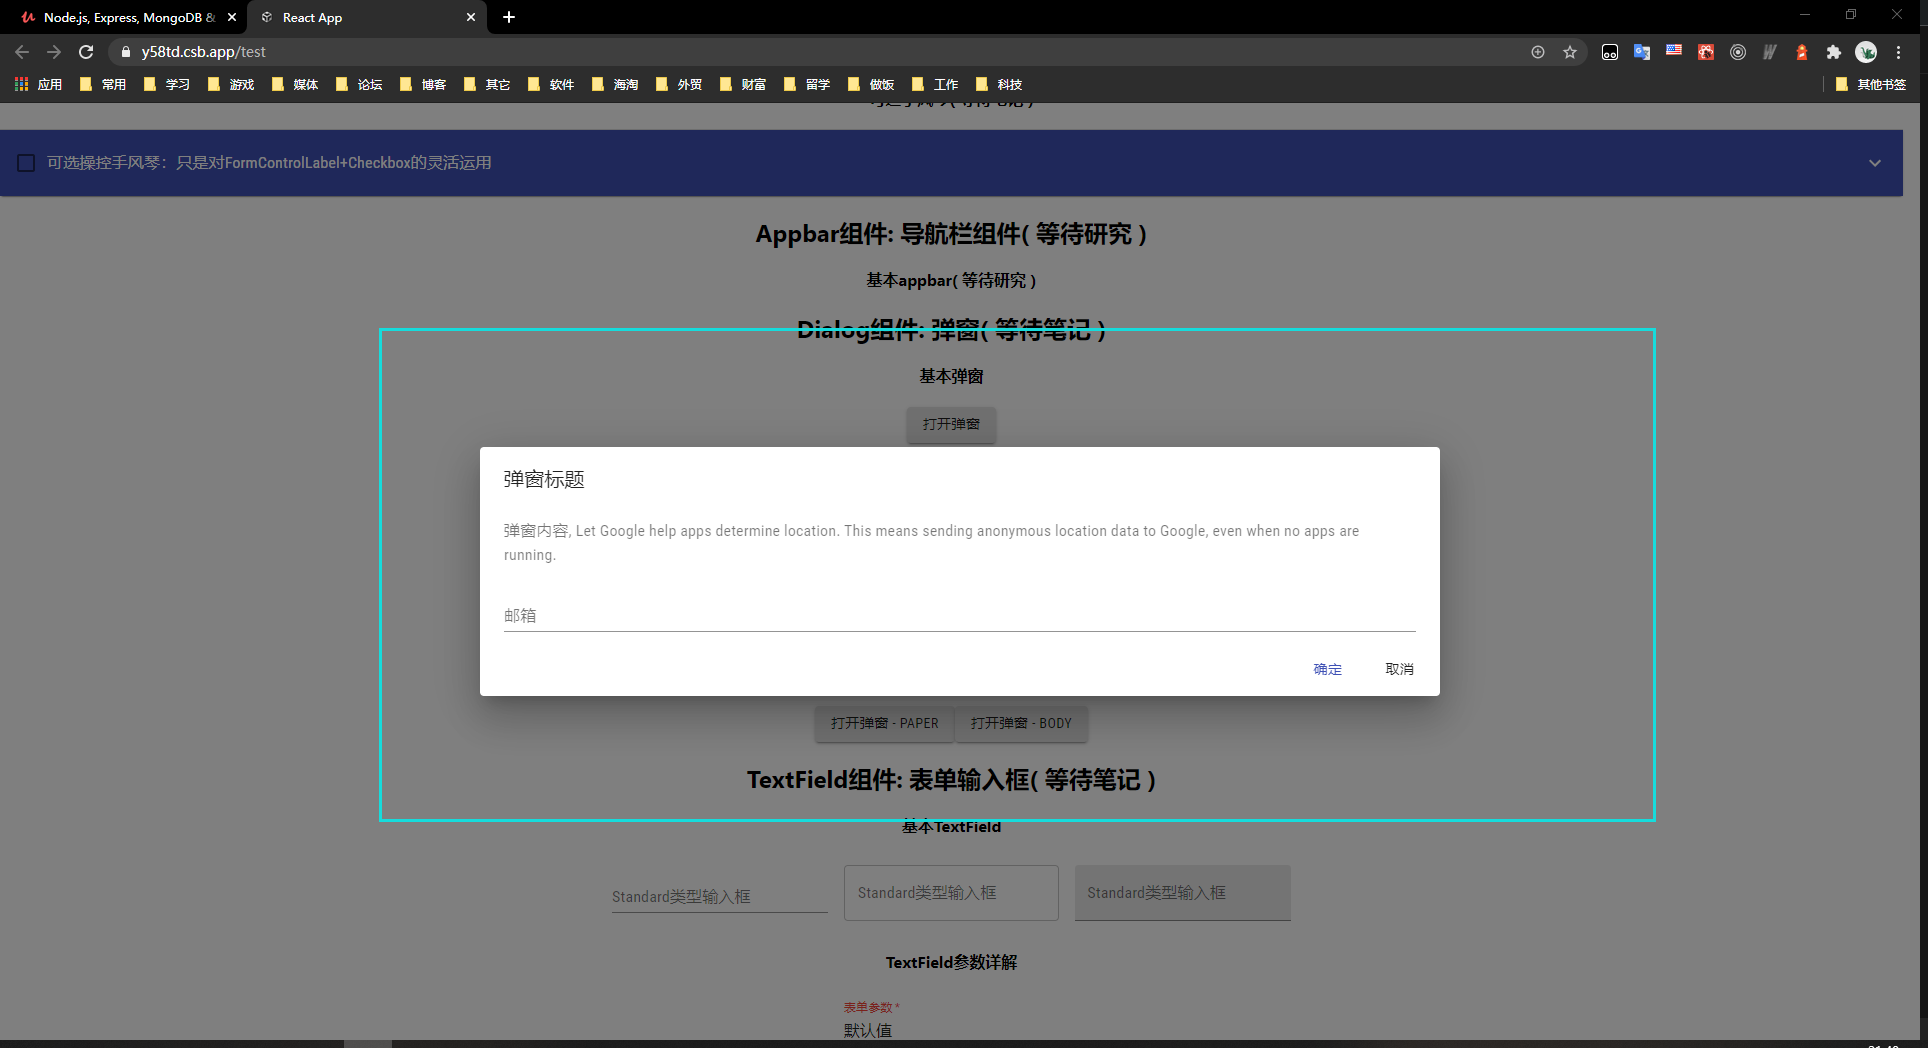 Node.js, Express, MongoDB &
React App
y58td.csb.app/test
应用 常用 学习 游戏 媒体 论坛 博客 其它 软件 海淘 外贸 财富 留学 做饭 工作 科技 其他书签
可选操控手风琴：只是对FormControlLabel+Checkbox的灵活运用
Appbar组件: 导航栏组件( 等待研究 )
基本appbar( 等待研究 )
Dialog组件: 弹窗( 等待笔记 )
基本弹窗
打开弹窗
弹窗标题
弹窗内容, Let Google help apps determine location. This means sending anonymous location data to Google, even when no apps are
running.
邮箱
确定 取消
打开弹窗 - PAPER 打开弹窗 - BODY
TextField组件: 表单输入框( 等待笔记 )
基本TextField
Standard类型输入框 Standard类型输入框 Standard类型输入框
TextField参数详解
表单参数 *
默认值